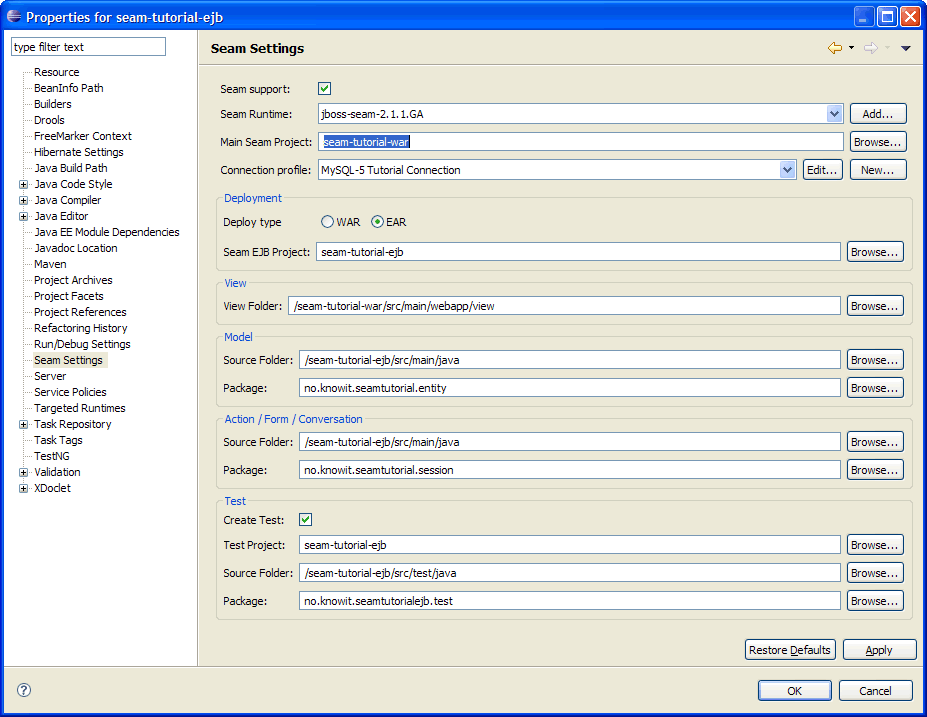 Properties for seam-tutorial-ejb
type filter text
Resource
BeanInfo Path
Builders
Drools
FreeMarker Context
Hibernate Settings
Java Build Path
Java Code Style
Java Compiler
Java Editor
Java EE Module Dependencies
Javadoc Location
Maven
Project Archives
Project Facets
Project References
Refactoring History
Run/Debug Settings
Seam Settings
Server
Service Policies
Targeted Runtimes
Task Repository
Task Tags
TestNG
Validation
XDoclet
Seam Settings
Seam support:
Seam Runtime: jboss-seam-2.1.1.GA Add...
Main Seam Project: seam-tutorial-war Browse...
Connection profile: MySQL-5 Tutorial Connection Edit... New...
Deployment
Deploy type WAR EAR
Seam EJB Project: seam-tutorial-ejb Browse...
View
View Folder: /seam-tutorial-war/src/main/webapp/view Browse...
Model
Source Folder: /seam-tutorial-ejb/src/main/java Browse...
Package: no.knowit.seamtutorial.entity Browse...
Action / Form / Conversation
Source Folder: /seam-tutorial-ejb/src/main/java Browse...
Package: no.knowit.seamtutorial.session Browse...
Test
Create Test:
Test Project: seam-tutorial-ejb Browse...
Source Folder: /seam-tutorial-ejb/src/test/java Browse...
Package: no.knowit.seamtutorialejb.test Browse...
Restore Defaults Apply
? OK Cancel